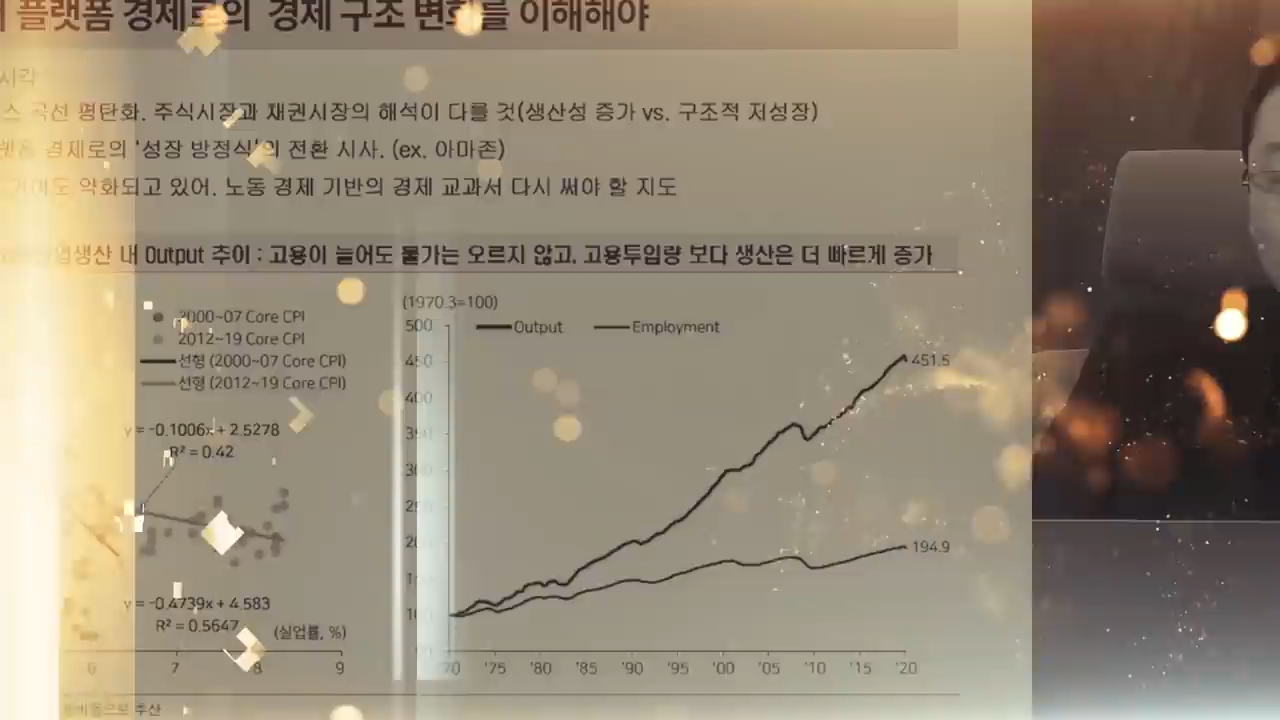 플랫폼 경제로의 경제 구조 변화를 이해해야
시각
곡선 평탄화. 주식시장과 채권시장의 해석이 다를 것(생산성 증가 vs. 구조적 저성장)
경제로의 '성장 방정식'의 전환 시사. (ex. 아마존)
악화되고 있어. 노동 경제 기반의 경제 교과서 다시 써야 할 지도
내 Output 추이 : 고용이 늘어도 물가는 오르지 않고, 고용투입량 보다 생산은 더 빠르게 증가
2000~07 Core CPI
2012~19 Core CPI
선형 (2000~07 Core CPI)
선형 (2012~19 Core CPI)
y = -0.1006x + 2.5278
R² = 0.42
y = -0.4739x + 4.583
R² = 0.5647
(실업률, %)
6 7 8 9
(1970.3=100)
Output Employment
500
450
400
350
300
250
200
451.5
194.9
'75 '80 '85 '90 '95 '00 '05 '10 '15 '20
추산